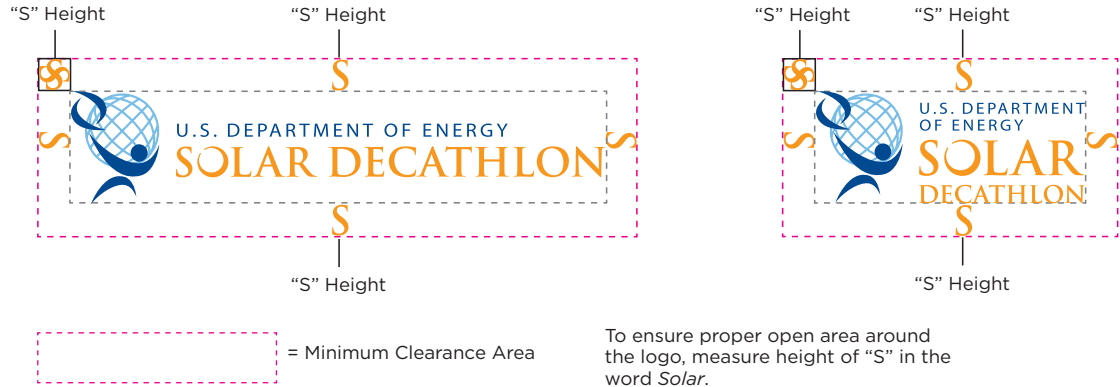 “S” Height
“S” Height
“S” Height
“S” Height
S
S
S
S
S
S
U.S. DEPARTMENT OF ENERGY
SOLAR DECATHLON
S
S
“S” Height
S
S
S
U.S. DEPARTMENT
OF ENERGY
SOLAR
DECATHLON
S
“S” Height
= Minimum Clearance Area
To ensure proper open area around
the logo, measure height of “S” in the
word Solar.